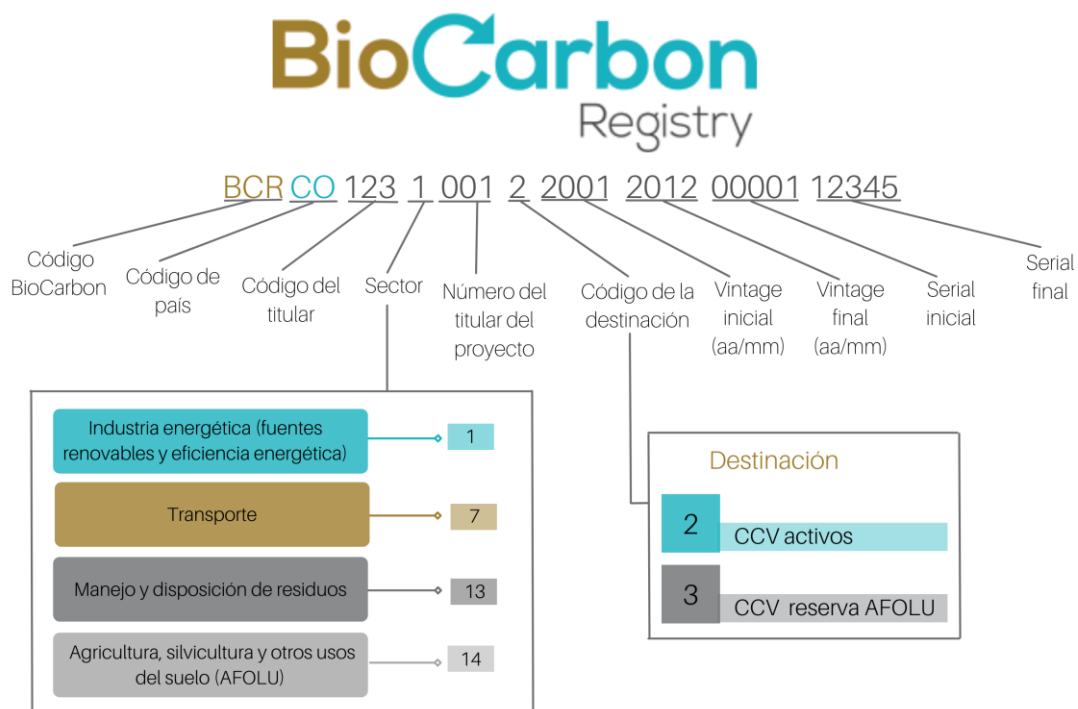 BioCarbon
Registry
BCR CO 123 1 001 2 2001 2012 00001 12345
Código
BioCarbon
Código de
país
Código del
titular
Sector
Número del
titular del
proyecto
Código de la
destinación
Vintage
inicial
(aa/mm)
Vintage
final
(aa/mm)
Serial
inicial
Serial
final
Industria energética (fuentes
renovables y eficiencia energética)
1
Transporte
7
Manejo y disposición de residuos
13
Agricultura, silvicultura y otros usos
del suelo (AFOLU)
14
Destinación
2
CCV activos
3
CCV reserva AFOLU